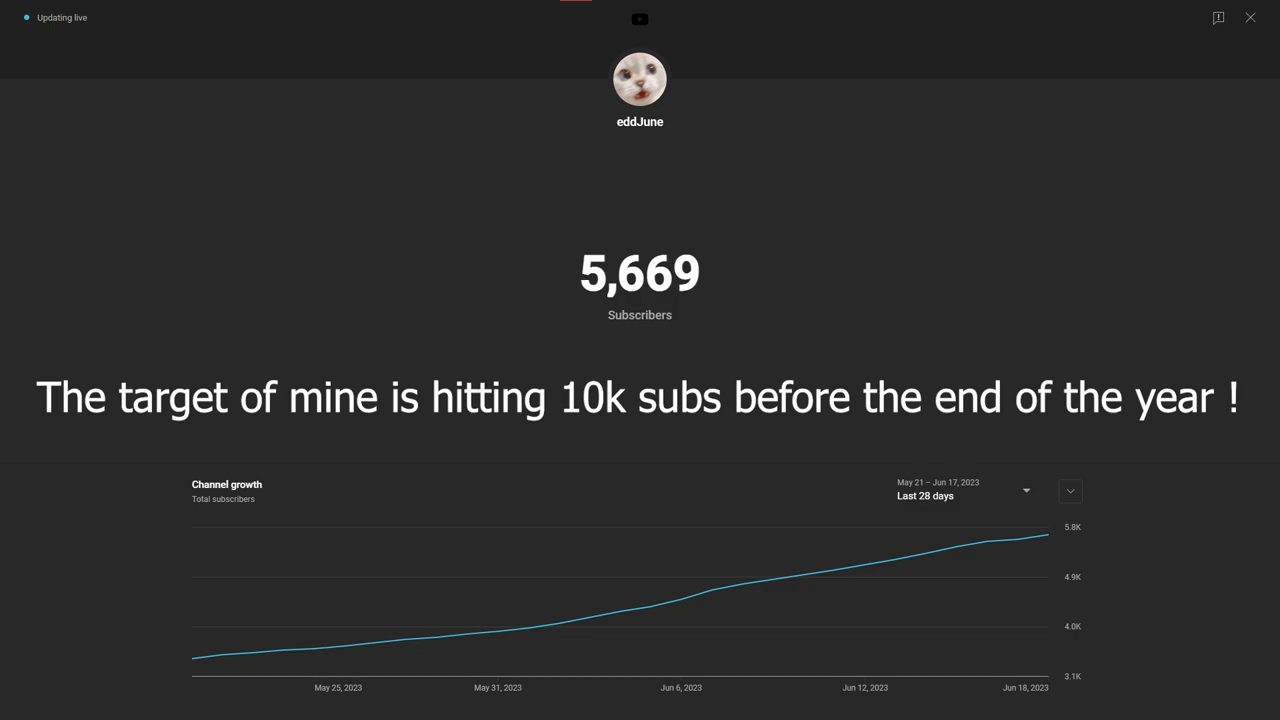 Updating live
eddJune
5,669
Subscribers
The target of mine is hitting 10k subs before the end of the year !
Channel growth
Total subscribers
May 21 – Jun 17, 2023
Last 28 days
5.8K
4.9K
4.0K
3.1K
May 25, 2023 May 31, 2023 Jun 6, 2023 Jun 12, 2023 Jun 18, 2023